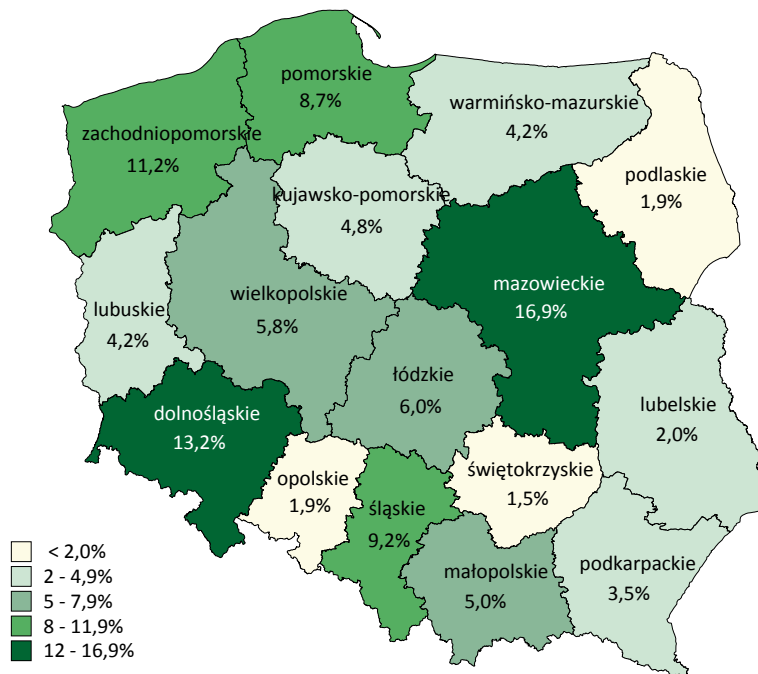 pomorskie
8,7%
warmińsko-mazurskie
4,2%
zachodniopomorskie
11,2%
podlaskie
1,9%
kujawsko-pomorskie
4,8%
mazowieckie
16,9%
wielkopolskie
5,8%
lubuskie
4,2%
łódzkie
6,0%
lubelskie
2,0%
dolnośląskie
13,2%
opolskie
1,9%
śląskie
9,2%
świętokrzyskie
1,5%
małopolskie
5,0%
podkarpackie
3,5%
< 2,0%
2 - 4,9%
5 - 7,9%
8 - 11,9%
12 - 16,9%